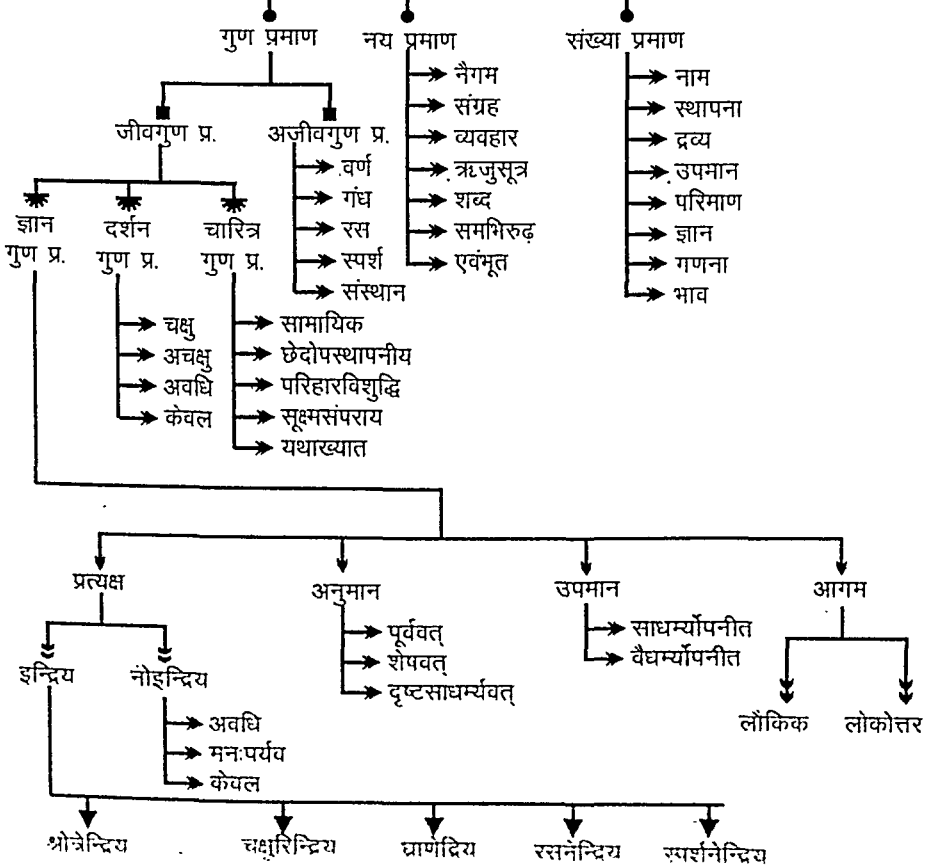 गुण प्रमाण
नय प्रमाण
संख्या प्रमाण
जीवगुण प्र.
अजीवगुण प्र.
ज्ञान
गुण प्र.
दर्शन
गुण प्र.
चारित्र
गुण प्र.
वर्ण
गंध
रस
स्पर्श
संस्थान
नैगम
संग्रह
व्यवहार
ऋजुसूत्र
शब्द
समभिरुढ़
एवंभूत
नाम
स्थापना
द्रव्य
उपमान
परिमाण
ज्ञान
गणना
भाव
चक्षु
अचक्षु
अवधि
केवल
सामायिक
छेदोपस्थापनीय
परिहारविशुद्धि
सूक्ष्मसंपराय
यथाख्यात
प्रत्यक्ष
अनुमान
उपमान
आगम
इन्द्रिय
नोइन्द्रिय
अवधि
मनःपर्यव
केवल
पूर्ववत्
शेषवत्
दृष्टसाधर्म्यवत्
साधर्म्योपनीत
वैधर्म्योपनीत
लौकिक
लोकोत्तर
श्रोत्रेन्द्रिय
चक्षुरिन्द्रिय
घ्राणेंद्रिय
रसनेन्द्रिय
स्पर्शनेन्द्रिय